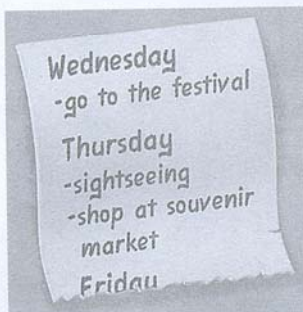 Wednesday
-go to the festival
Thursday
-sightseeing
-shop at souvenir
market
Friday